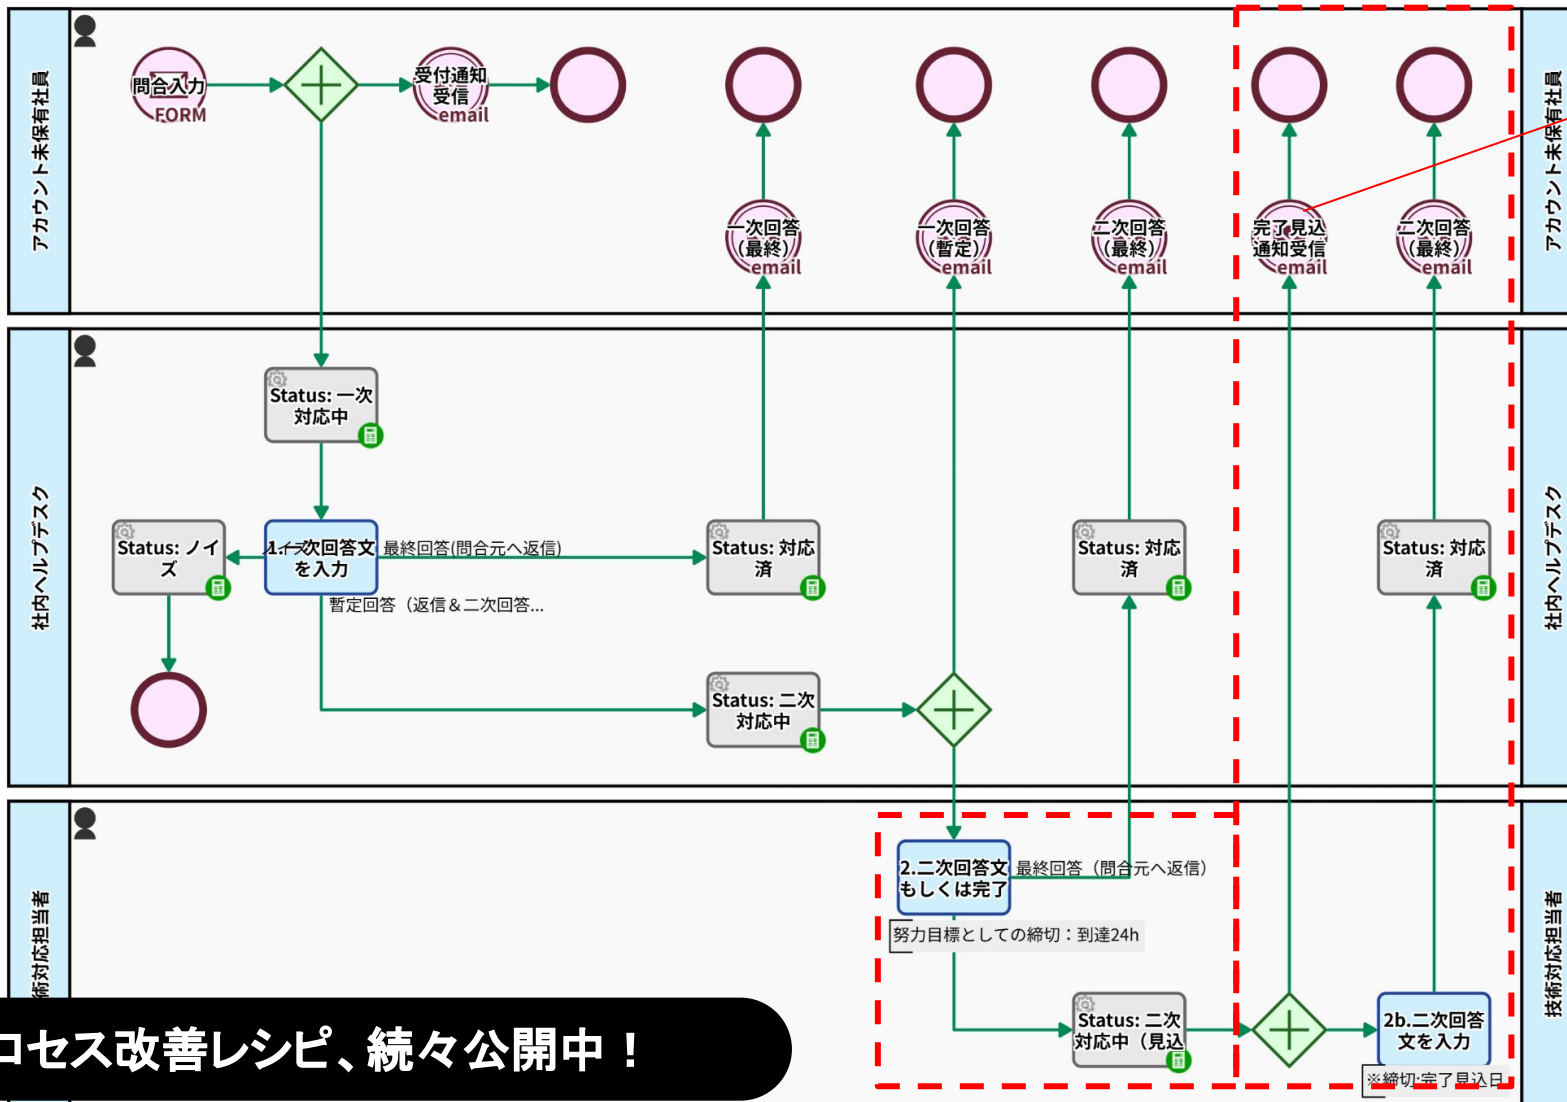 アカウント未保有社員
問合入力
FORM
受付通知
受信
email
一次回答
（最終）
email
一次回答
（暫定）
email
二次回答
（最終）
email
完了見込
通知受信
email
二次回答
（最終）
email
アカウント未保有社員
社内ヘルプデスク
Status: 一次
対応中
Status: ノイ
ズ
ノイズ
1.一次回答文
を入力
最終回答(問合元へ返信)
暫定回答（返信＆二次回答...
Status: 対応
済
Status: 対応
済
Status: 対応
済
Status: 二次
対応中
社内ヘルプデスク
術対応担当者
2.二次回答文
もしくは完了
最終回答（問合元へ返信）
努力目標としての締切：到達24h
Status: 二次
対応中（見込
2b.二次回答
文を入力
※締切:完了見込日
技術対応担当者
ロセス改善レシピ、続々公開中！